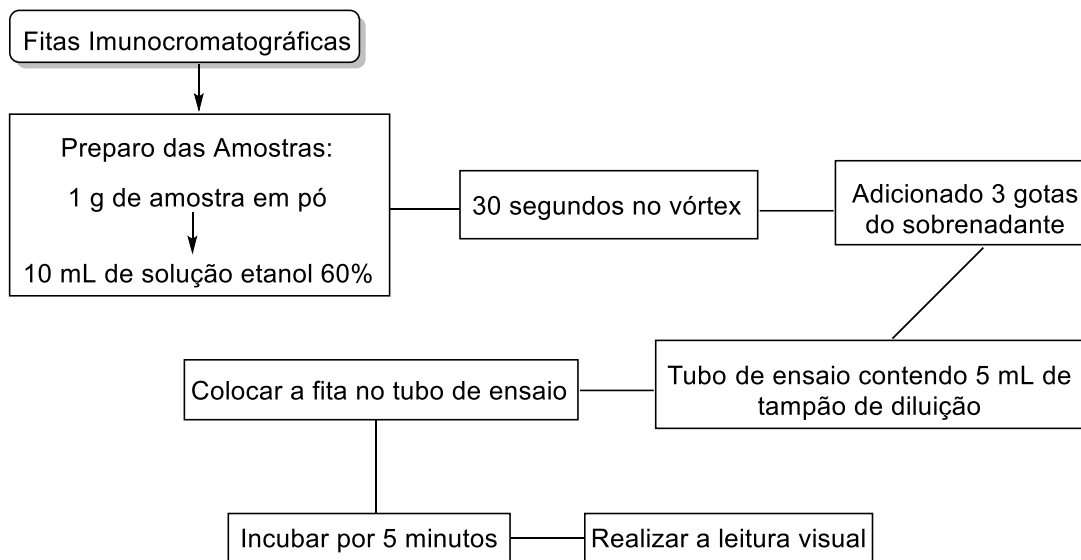 Fitas Imunocromatográficas
Preparo das Amostras:
1 g de amostra em pó
10 mL de solução etanol 60%
30 segundos no vórtex
Adicionado 3 gotas
do sobrenadante
Tubo de ensaio contendo 5 mL de
tampão de diluição
Colocar a fita no tubo de ensaio
Incubar por 5 minutos
Realizar a leitura visual